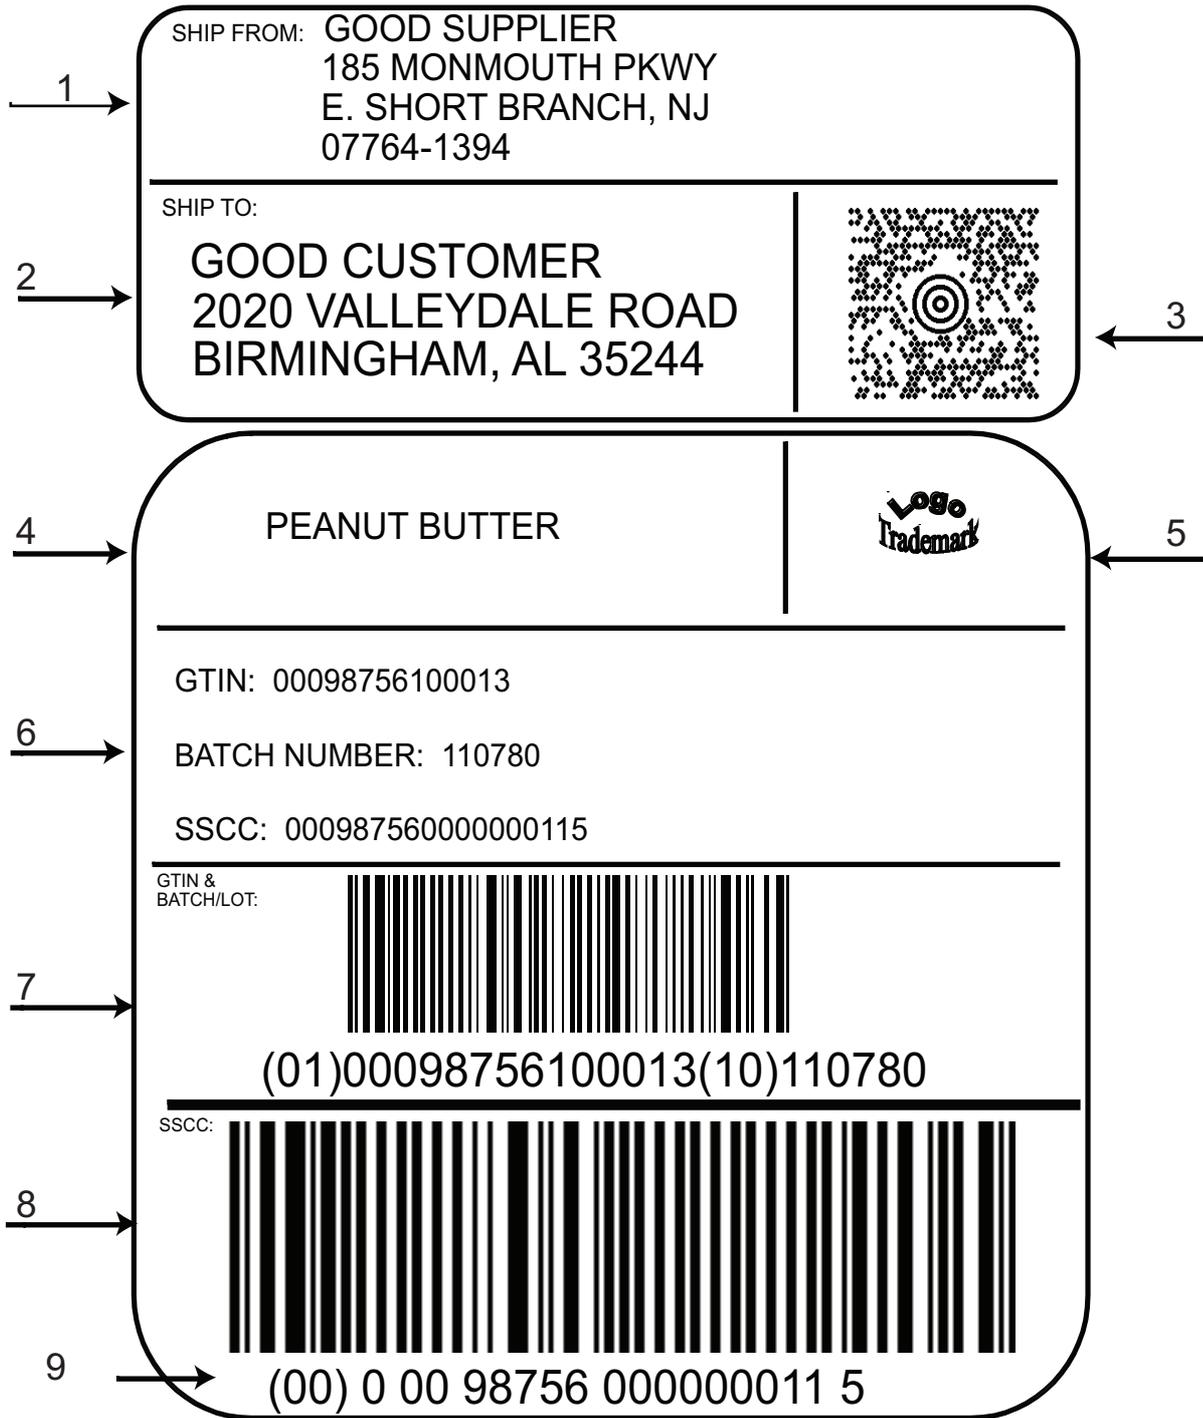 SHIP FROM: GOOD SUPPLIER
185 MONMOUTH PKWY
E. SHORT BRANCH, NJ
07764-1394
1
SHIP TO:
GOOD CUSTOMER
2020 VALLEYDALE ROAD
BIRMINGHAM, AL 35244
2
3
PEANUT BUTTER
Logo
Trademark
4
5
GTIN: 00098756100013
BATCH NUMBER: 110780
SSCC: 000987560000000115
6
GTIN &
BATCH/LOT:
7
(01)00098756100013(10)110780
SSCC:
8
9
(00) 0 00 98756 000000011 5